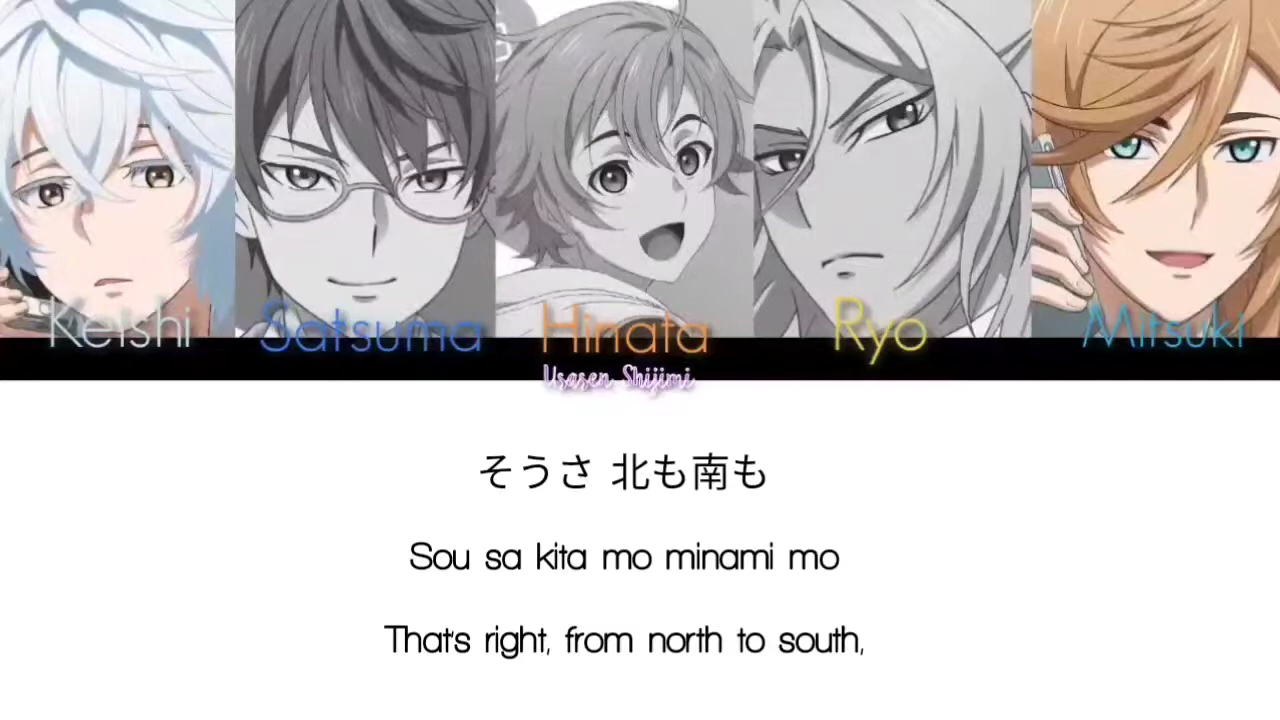 Keishi Satsuma Hinata Ryo Mitsuki
Usasen Shijimi
そうさ 北も南も
Sou sa kita mo minami mo
That's right, from north to south,